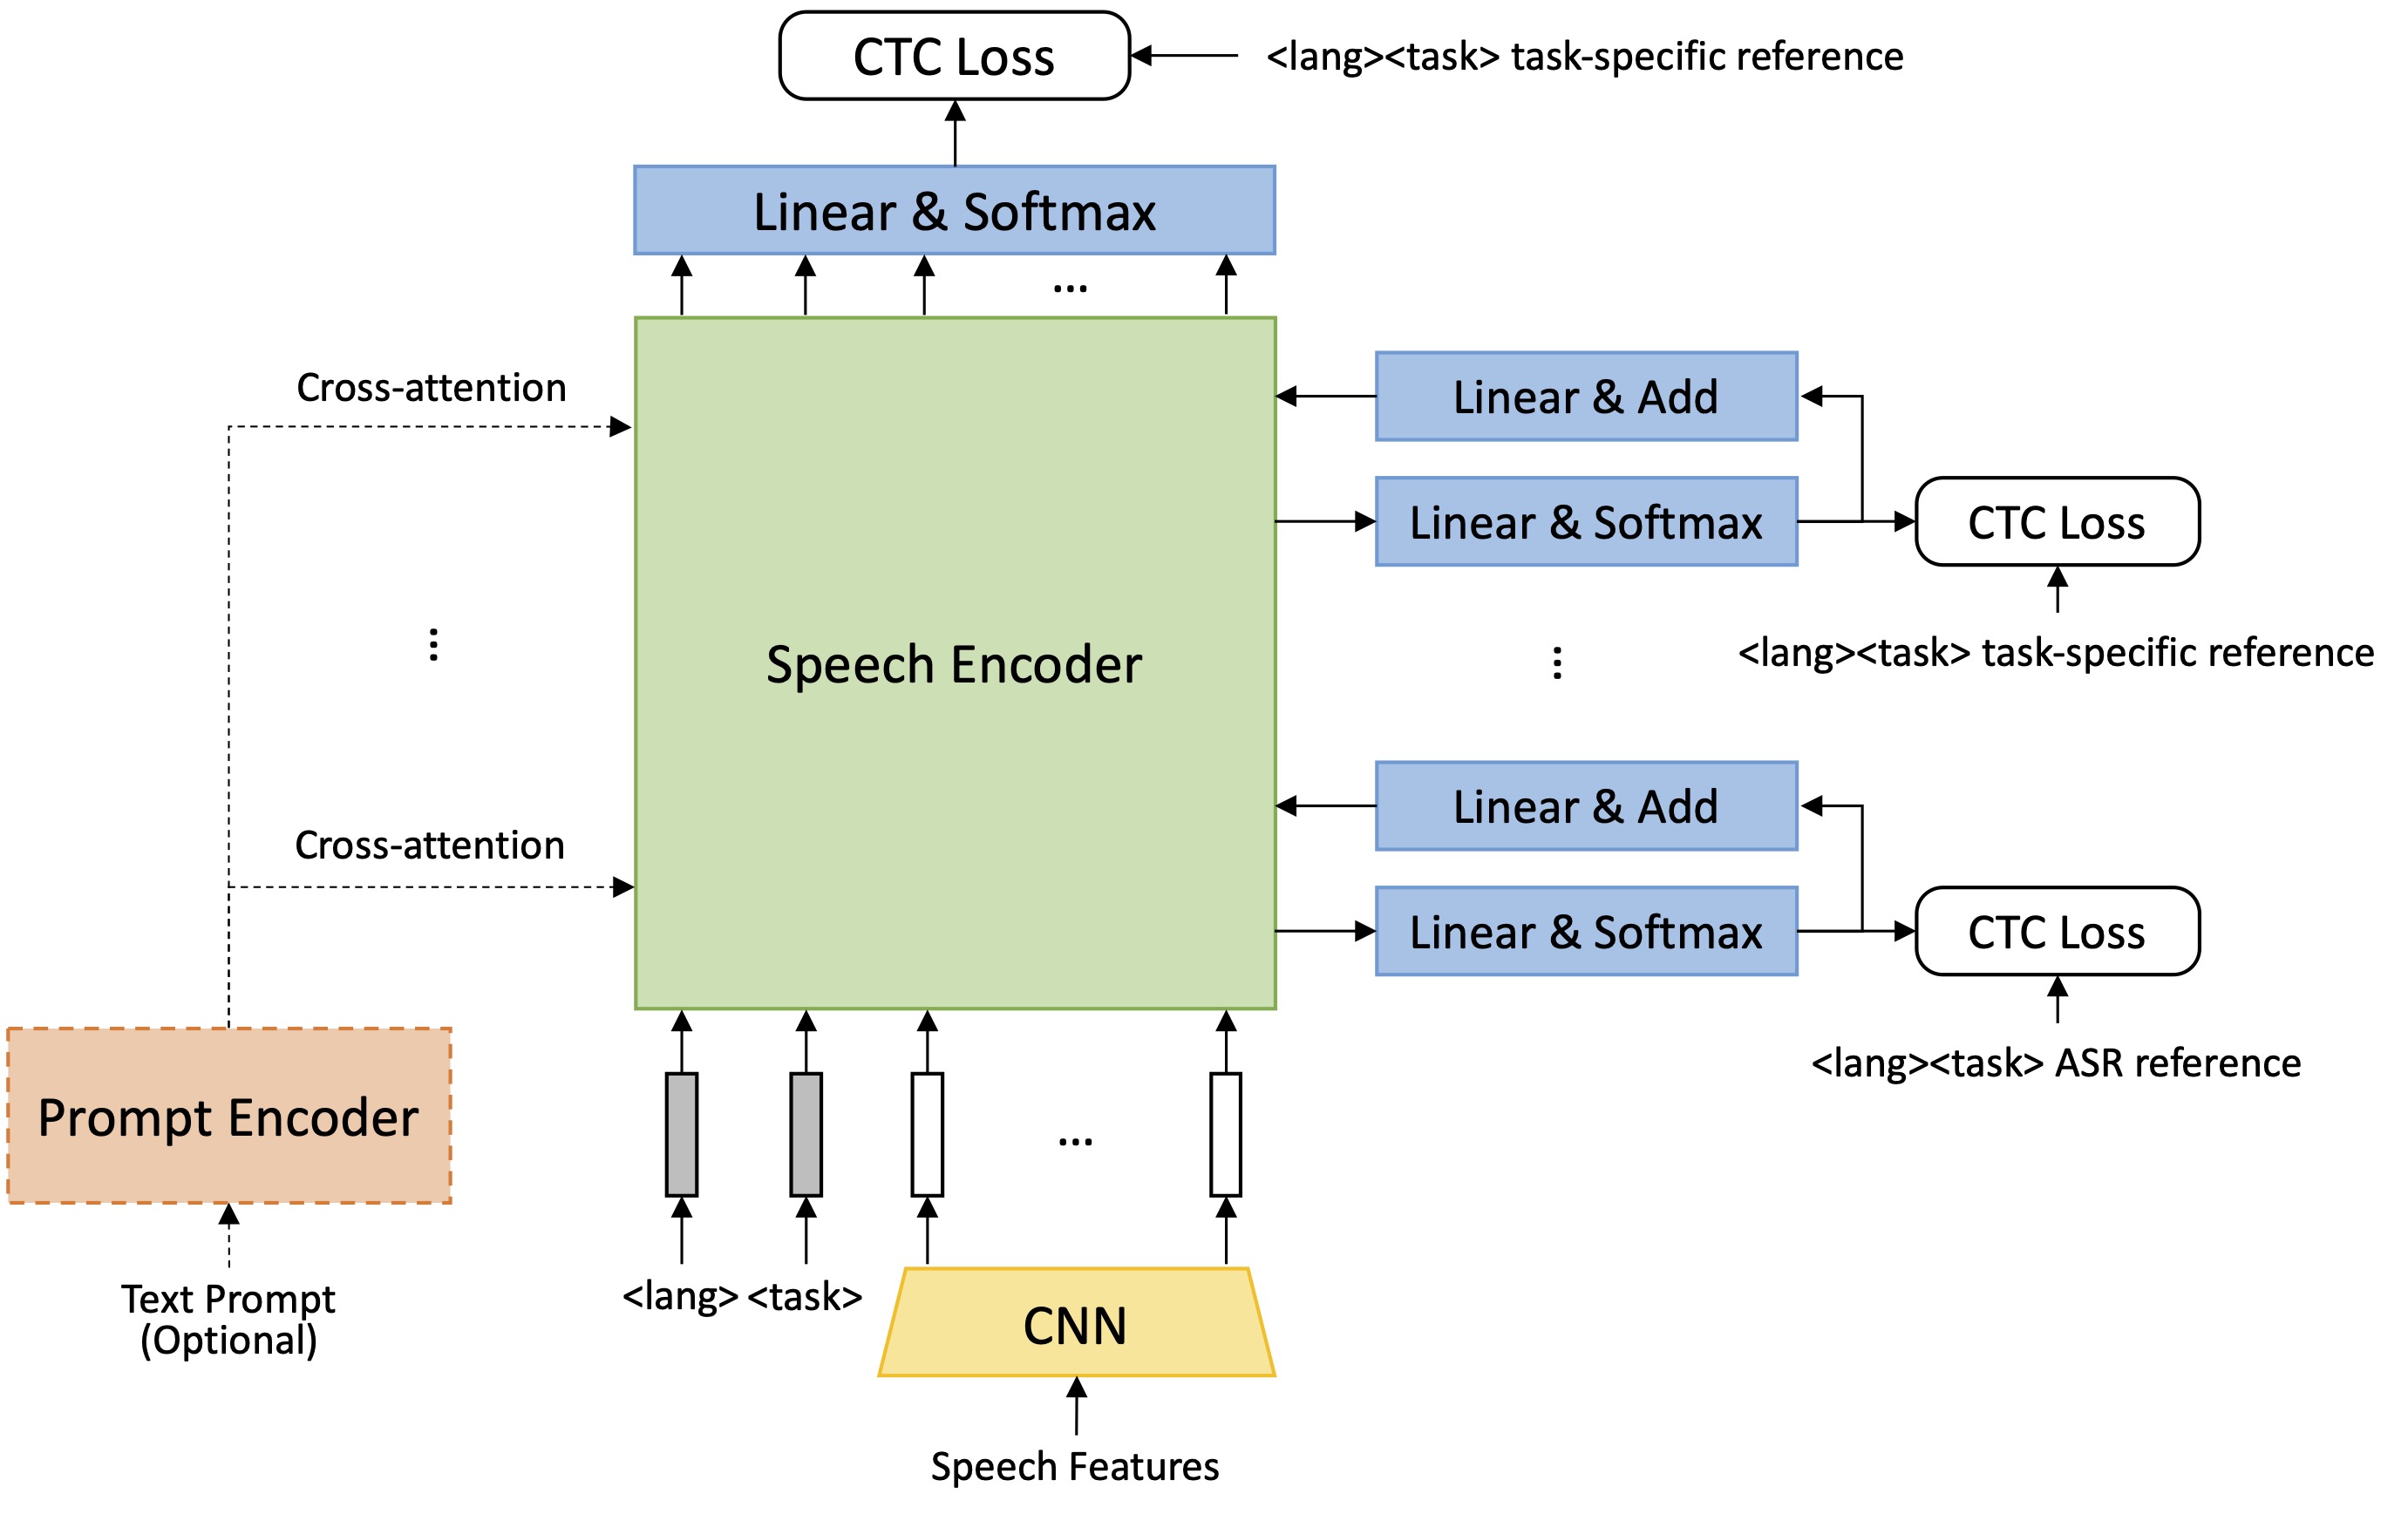 CTC Loss
<lang><task> task-specific reference
Linear & Softmax
...
Cross-attention
Linear & Add
Linear & Softmax
CTC Loss
<lang><task> task-specific reference
Speech Encoder
Cross-attention
Linear & Add
Linear & Softmax
CTC Loss
<lang><task> ASR reference
Prompt Encoder
...
Text Prompt
(Optional)
<lang> <task>
CNN
Speech Features